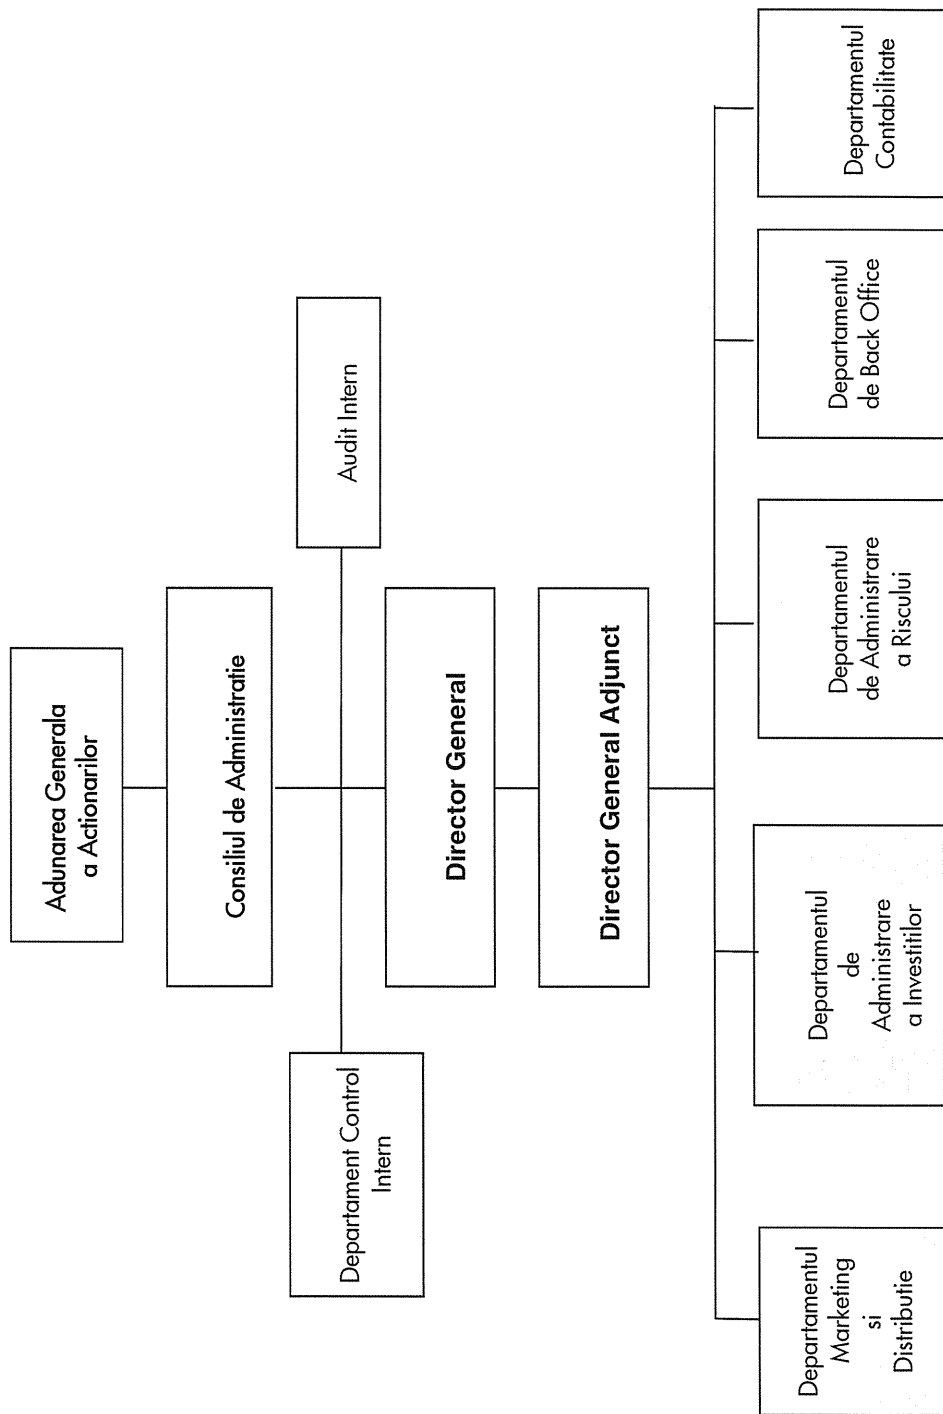 Adunarea Generala
a Actionarilor
Consiliul de Administratie
Departament Control
Intern
Audit Intern
Director General
Director General Adjunct
Departamentul
Marketing
si
Distributie
Departamentul
de
Administrare
a Investitilor
Departamentul
de Administrare
a Riscului
Departamentul
de Back Office
Departamentul
Contabilitate